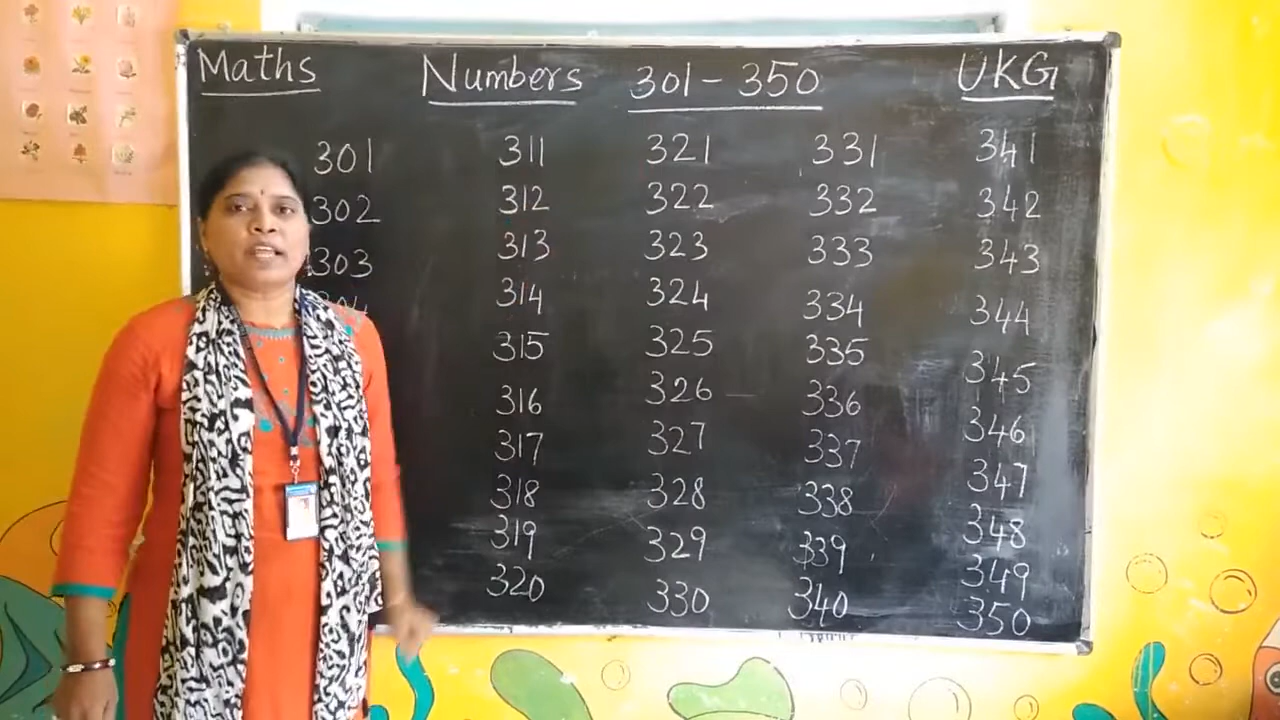 Maths Numbers 301 - 350 UKG
301 311 321 331 341
302 312 322 332 342
303 313 323 333 343
304 314 324 334 344
315 325 335 345
316 326 336 346
317 327 337 347
318 328 338 348
319 329 339 349
320 330 340 350